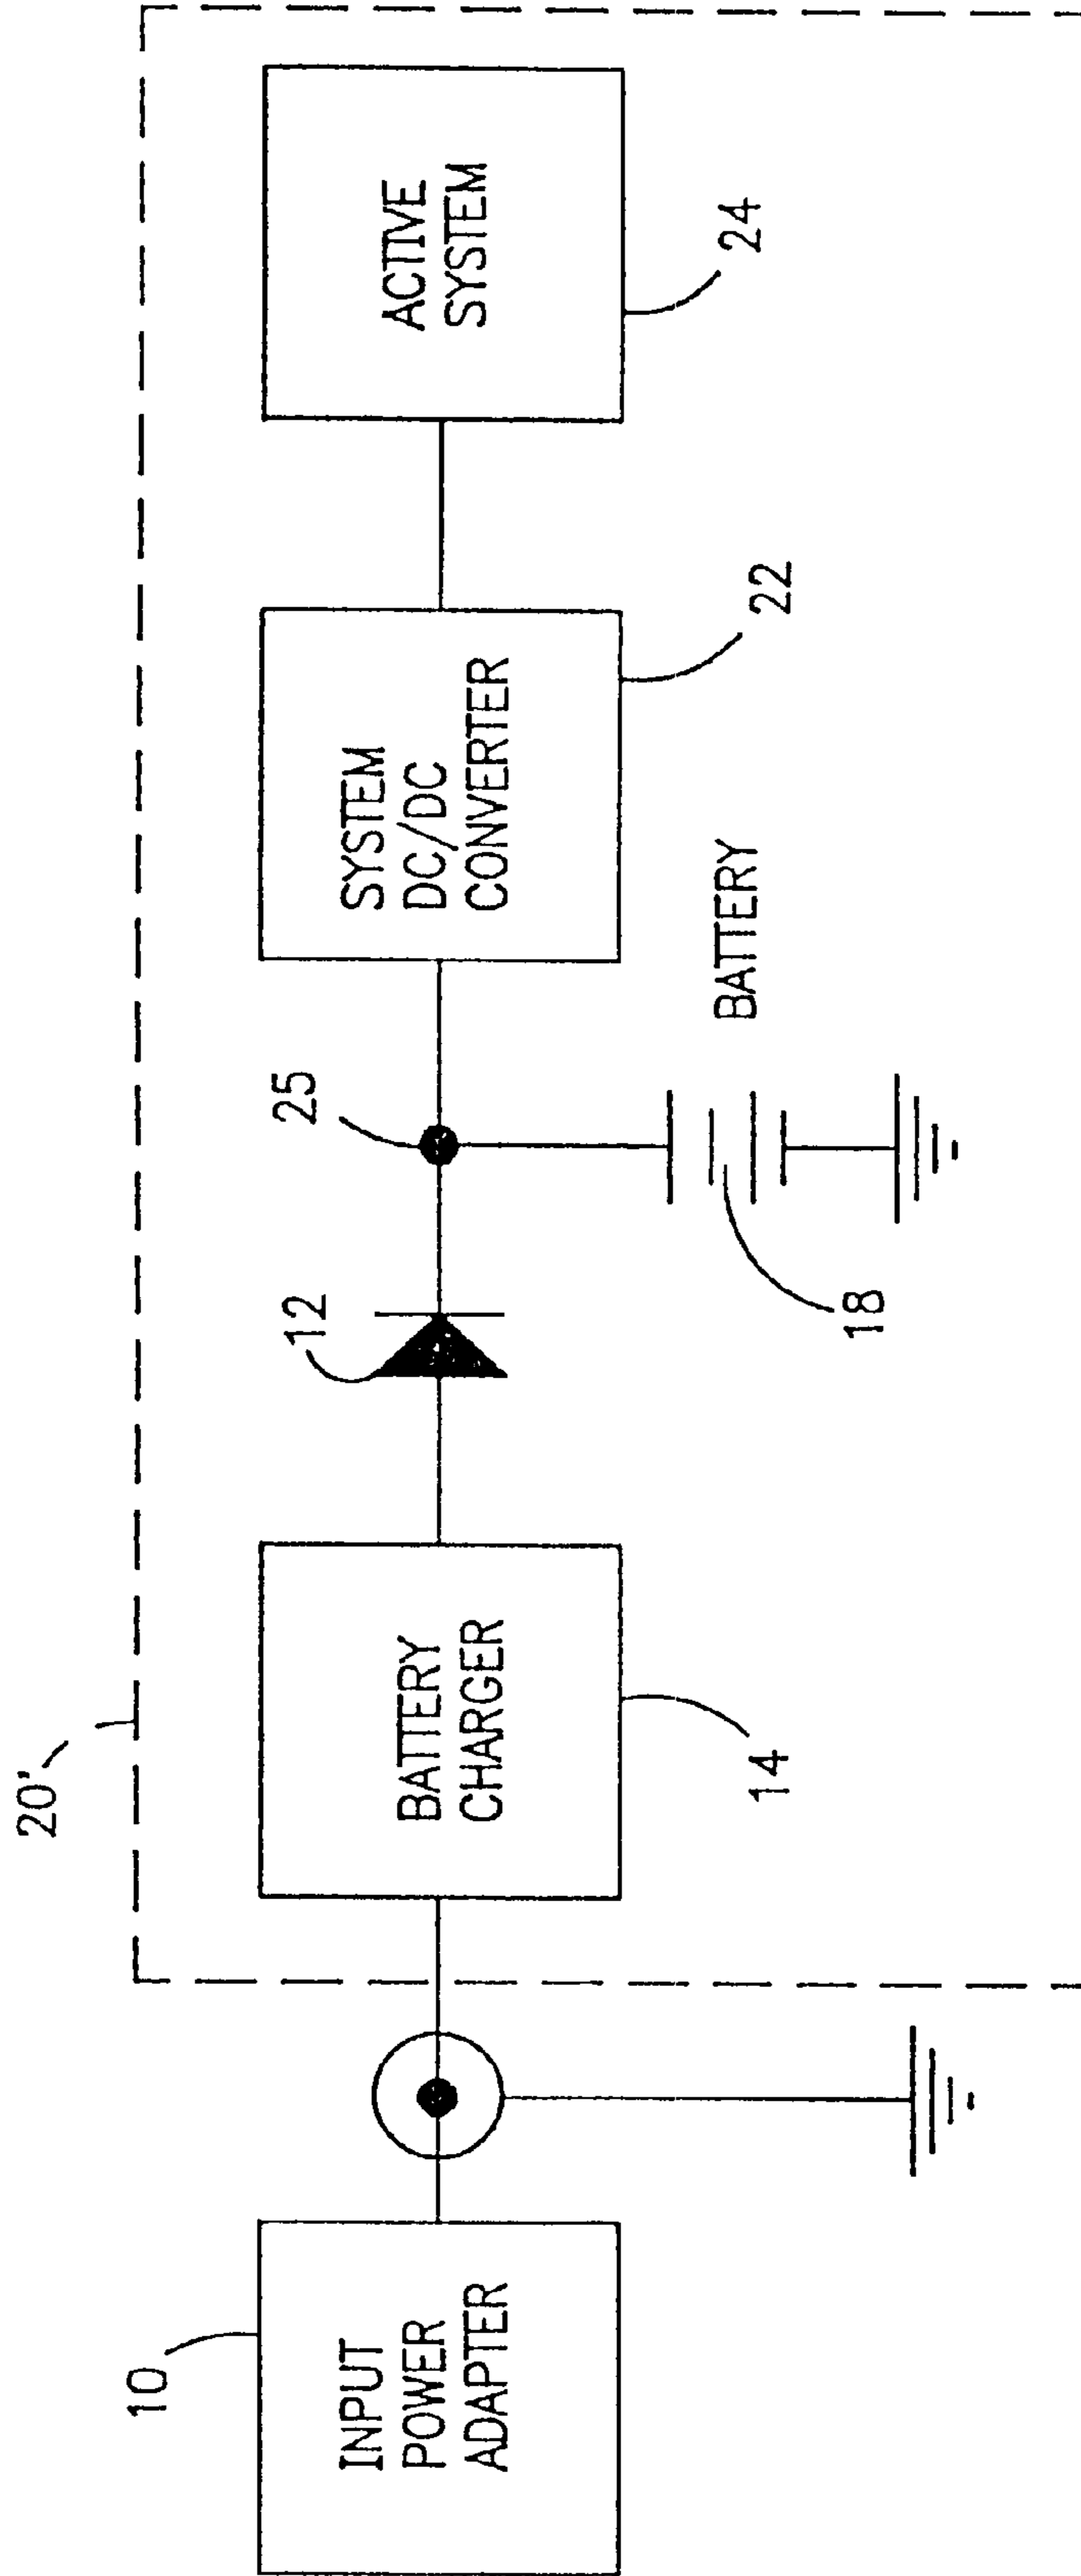 20'
10
INPUT
POWER
ADAPTER
BATTERY
CHARGER
14
12
25
18
BATTERY
SYSTEM
DC/DC
CONVERTER
22
ACTIVE
SYSTEM
24